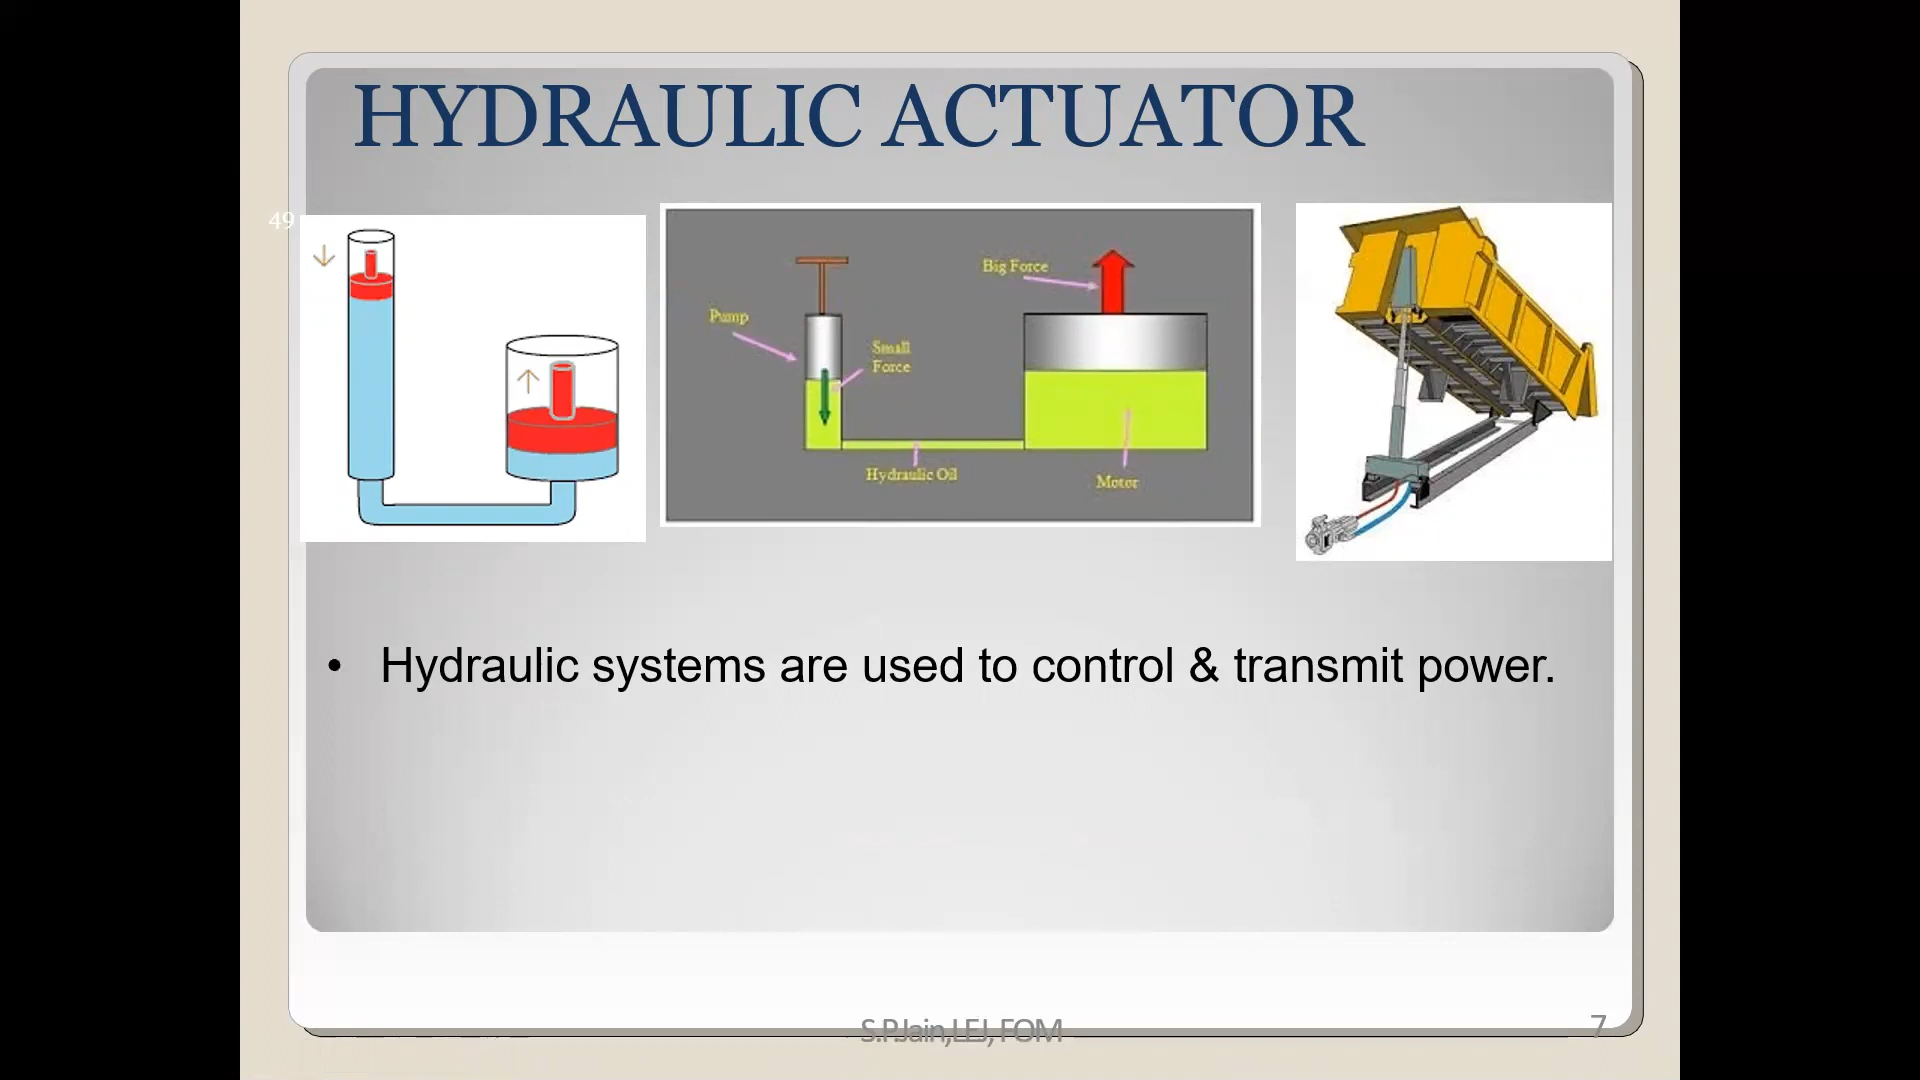 HYDRAULIC ACTUATOR
49
Big Force
Pump
Small
Force
Hydraulic Oil
Motor
• Hydraulic systems are used to control & transmit power.
S.P.Jain,LEJ, FOM
7